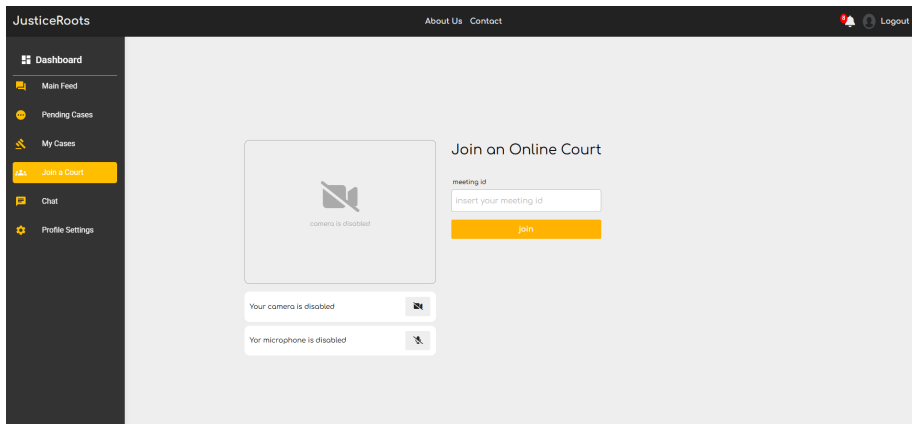 JusticeRoots
About Us Contact
8
Logout
Dashboard
Main Feed
Pending Cases
My Cases
Join a Court
Chat
Profile Settings
camera is disabled
Your camera is disabled
Yor microphone is disabled
Join an Online Court
meeting id
insert your meeting id
join